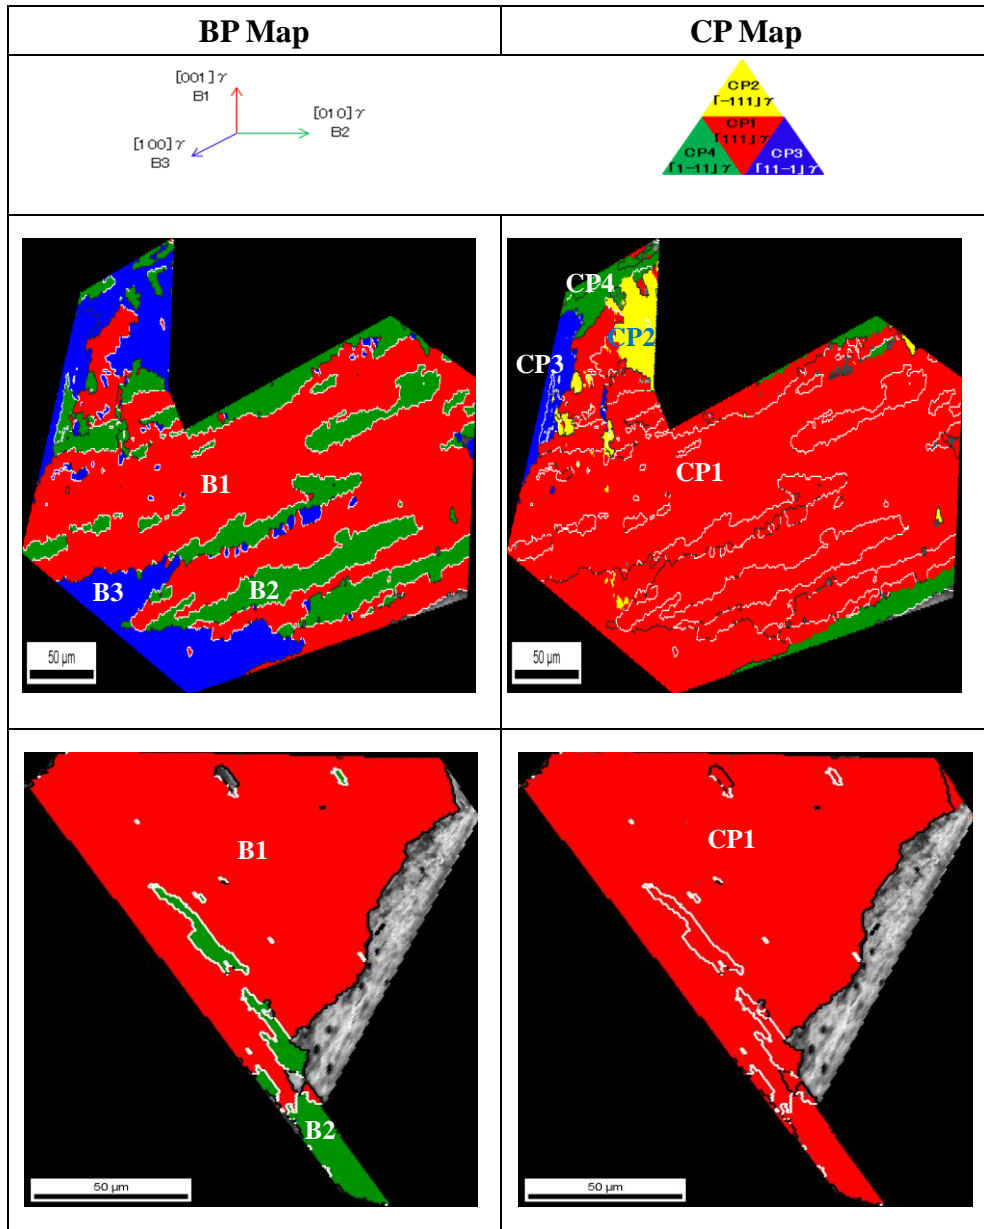 BP Map
CP Map
[001] γ
B1
[010] γ
B2
[100] γ
B3
CP2
「-111」γ
CP1
「111」γ
CP4
「1-11」γ
CP3
「11-1」γ
B1
B3
B2
50 µm
CP4
CP2
CP3
CP1
50 µm
B1
B2
50 µm
CP1
50 µm